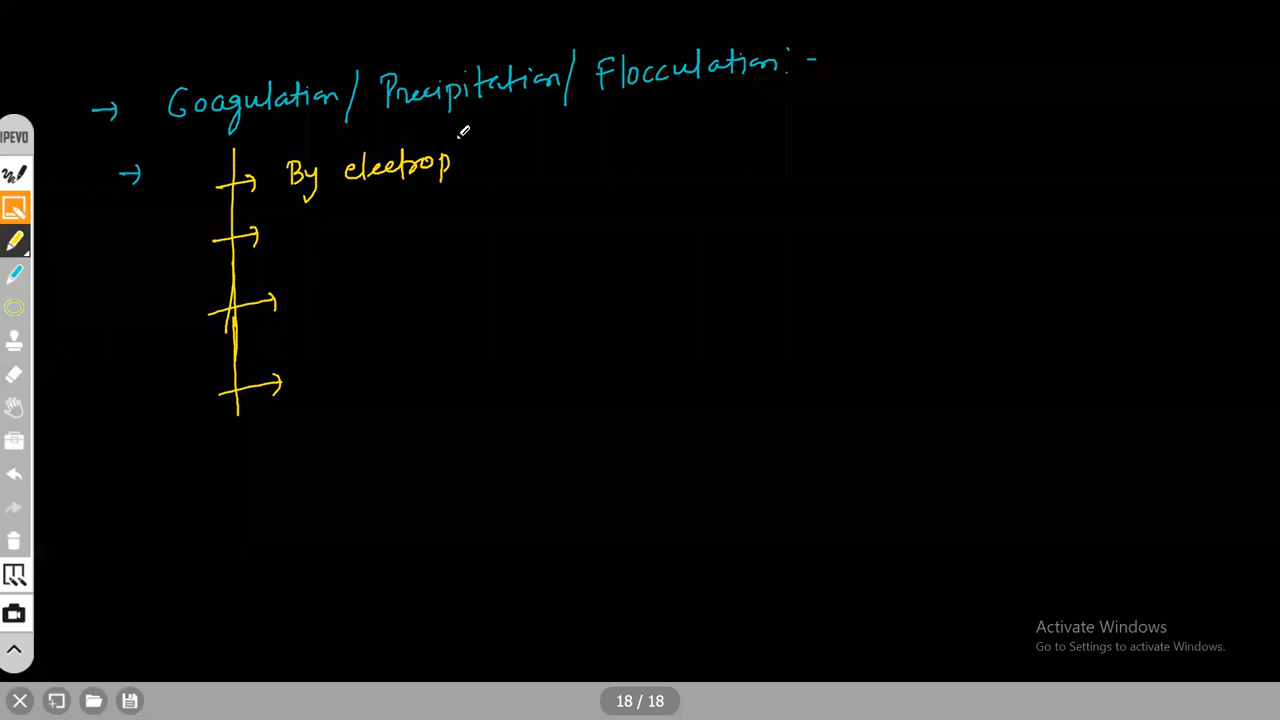 → Coagulation/ Precipitation/ Flocculation:-
→ By electrop
IPEVO
Activate Windows
Go to Settings to activate Windows.
18 / 18